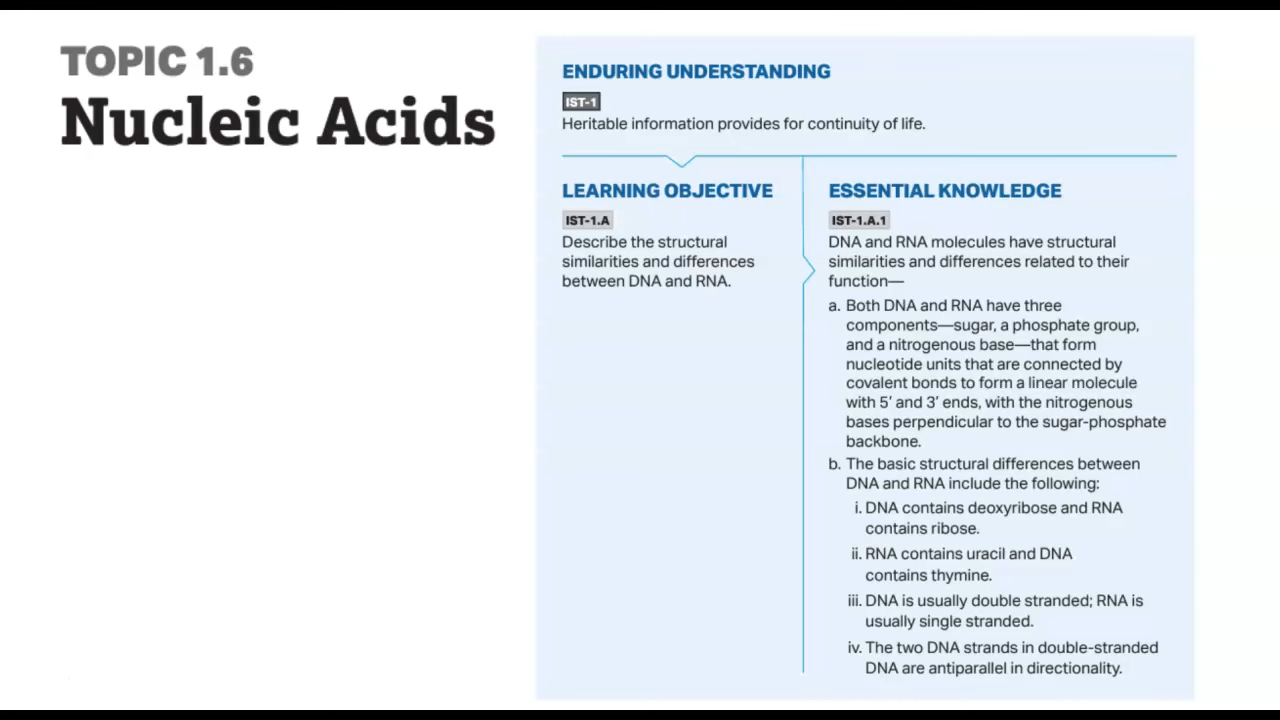 TOPIC 1.6
Nucleic Acids
ENDURING UNDERSTANDING
IST-1
Heritable information provides for continuity of life.
LEARNING OBJECTIVE
IST-1.A
Describe the structural
similarities and differences
between DNA and RNA.
ESSENTIAL KNOWLEDGE
IST-1.A.1
DNA and RNA molecules have structural
similarities and differences related to their
function—
a. Both DNA and RNA have three
components—sugar, a phosphate group,
and a nitrogenous base—that form
nucleotide units that are connected by
covalent bonds to form a linear molecule
with 5′ and 3′ ends, with the nitrogenous
bases perpendicular to the sugar-phosphate
backbone.
b. The basic structural differences between
DNA and RNA include the following:
i. DNA contains deoxyribose and RNA
contains ribose.
ii. RNA contains uracil and DNA
contains thymine.
iii. DNA is usually double stranded; RNA is
usually single stranded.
iv. The two DNA strands in double-stranded
DNA are antiparallel in directionality.